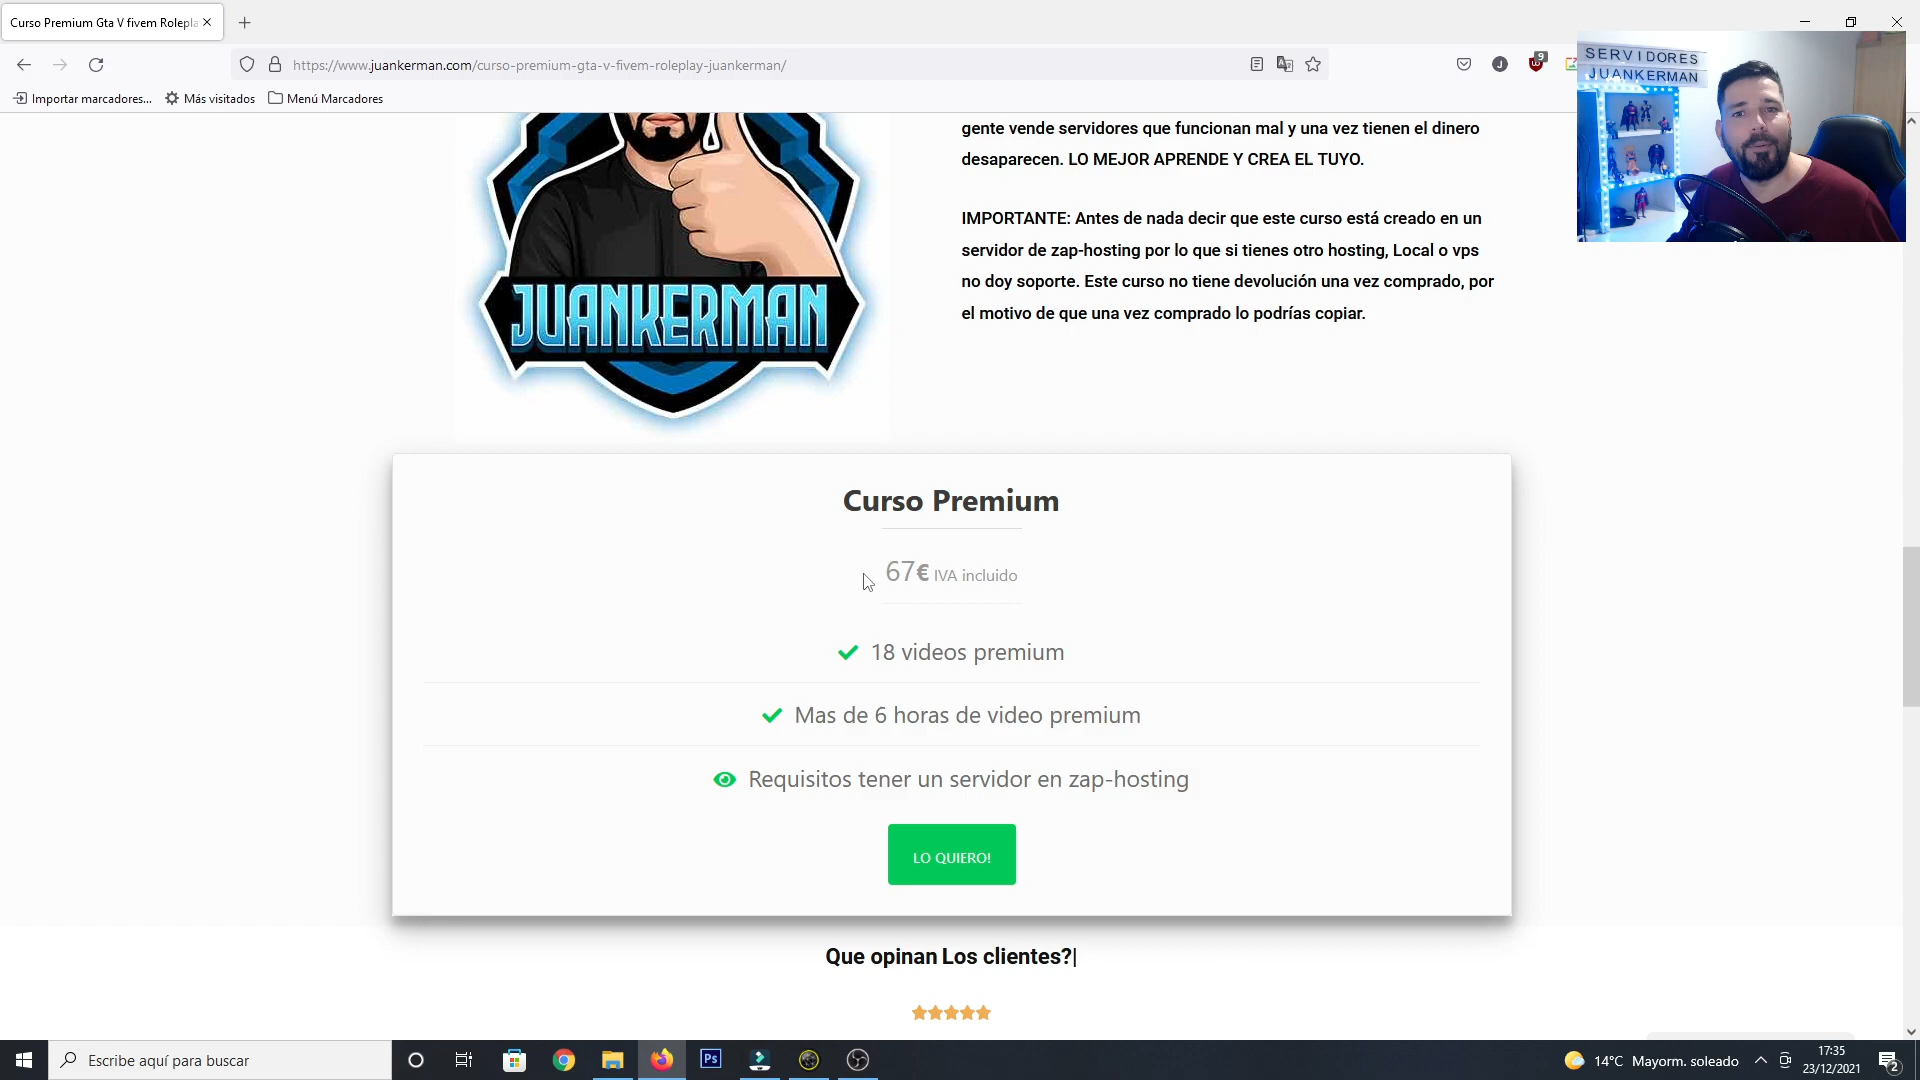 Curso Premium Gta V fivem Rolepla
https://www.juankerman.com/curso-premium-gta-v-fivem-roleplay-juankerman/
J
9
Importar marcadores...
Más visitados
Menú Marcadores
SERVIDORES
JUANKERMAN
gente vende servidores que funcionan mal y una vez tienen el dinero
desaparecen. LO MEJOR APRENDE Y CREA EL TUYO.
IMPORTANTE: Antes de nada decir que este curso está creado en un
servidor de zap-hosting por lo que si tienes otro hosting, Local o vps
no doy soporte. Este curso no tiene devolución una vez comprado, por
el motivo de que una vez comprado lo podrías copiar.
JUANKERMAN
Curso Premium
67€ IVA incluido
18 videos premium
Mas de 6 horas de video premium
Requisitos tener un servidor en zap-hosting
LO QUIERO!
Que opinan Los clientes?|
Escribe aquí para buscar
Ps
14°C Mayorm. soleado
17:35
23/12/2021
2